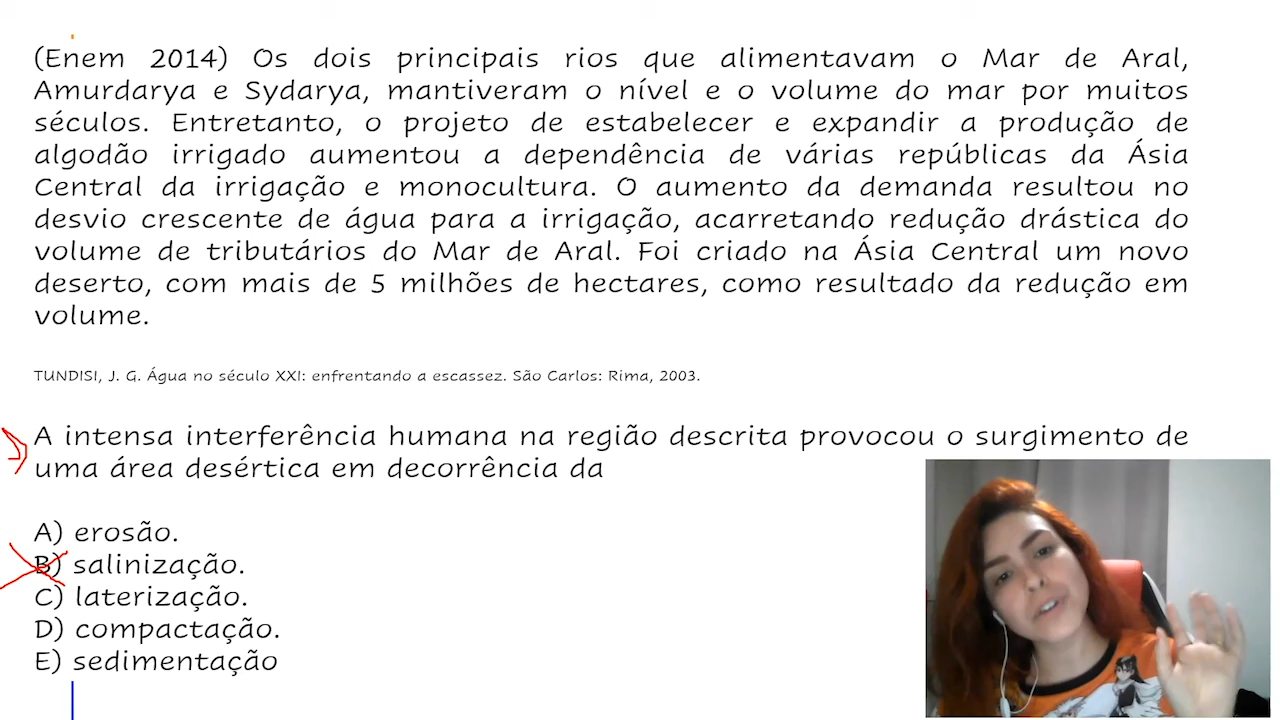 (Enem 2014) Os dois principais rios que alimentavam o Mar de Aral,
Amurdarya e Sydarya, mantiveram o nível e o volume do mar por muitos
séculos. Entretanto, o projeto de estabelecer e expandir a produção de
algodão irrigado aumentou a dependência de várias repúblicas da Ásia
Central da irrigação e monocultura. O aumento da demanda resultou no
desvio crescente de água para a irrigação, acarretando redução drástica do
volume de tributários do Mar de Aral. Foi criado na Ásia Central um novo
deserto, com mais de 5 milhões de hectares, como resultado da redução em
volume.
TUNDISI, J. G. Água no século XXI: enfrentando a escassez. São Carlos: Rima, 2003.
A intensa interferência humana na região descrita provocou o surgimento de
uma área desértica em decorrência da
A) erosão.
B) salinização.
C) laterização.
D) compactação.
E) sedimentação